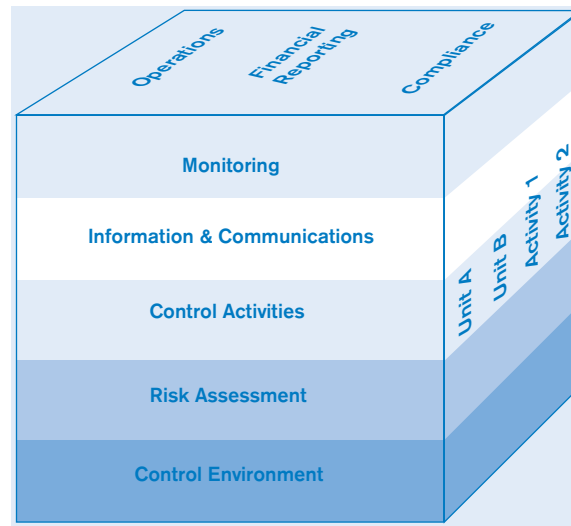 Operations
Financial
Reporting
Compliance
Monitoring
Information & Communications
Control Activities
Risk Assessment
Control Environment
Unit A
Unit B
Activity 1
Activity 2